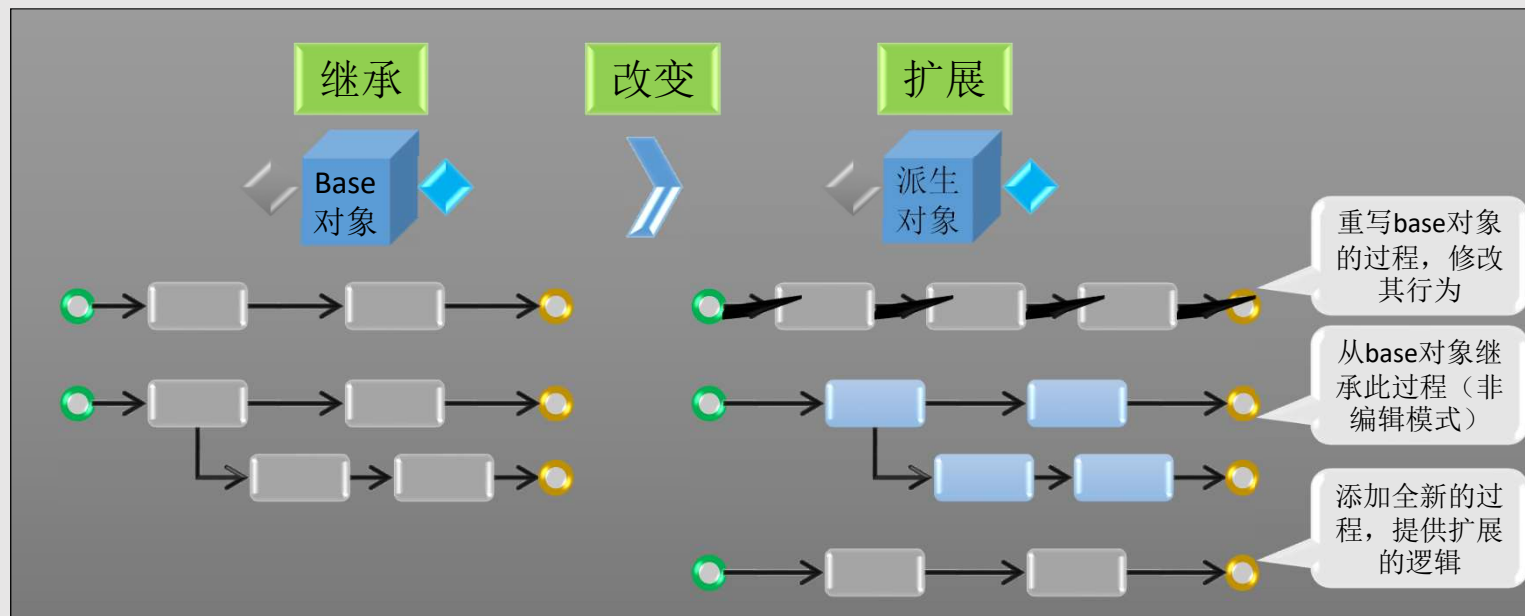 继承
改变
扩展
Base
对象
派生
对象
重写base对象
的过程，修改
其行为
从base对象继
承此过程（非
编辑模式）
添加全新的过
程，提供扩展
的逻辑